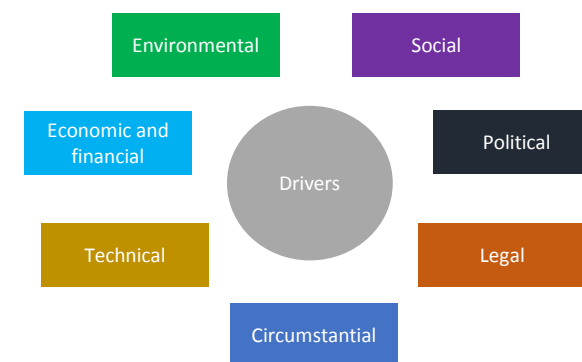 Environmental
Social
Economic and
financial
Political
Drivers
Technical
Legal
Circumstantial